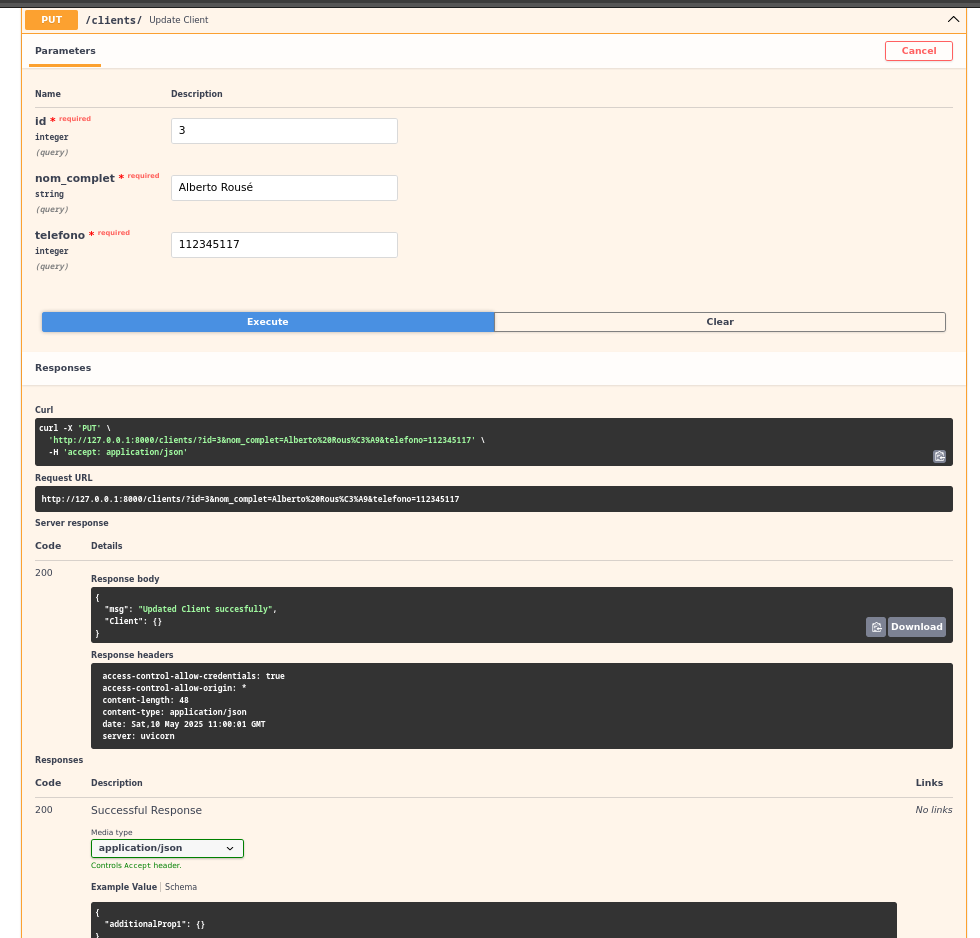 PUT /clients/ Update Client
Parameters
Cancel
Name Description
id * required
integer
(query)
3
nom_complet * required
string
(query)
Alberto Rousé
telefono * required
integer
(query)
112345117
Execute Clear
Responses
Curl
curl -X 'PUT' \
'http://127.0.0.1:8000/clients/?id=3&nom_complet=Alberto%20Rous%C3%A9&telefono=112345117' \
-H 'accept: application/json'
Request URL
http://127.0.0.1:8000/clients/?id=3&nom_complet=Alberto%20Rous%C3%A9&telefono=112345117
Server response
Code Details
200
Response body
{
"msg": "Updated Client succesfully",
"Client": {}
}
Download
Response headers
access-control-allow-credentials: true
access-control-allow-origin: *
content-length: 48
content-type: application/json
date: Sat,10 May 2025 11:00:01 GMT
server: uvicorn
Responses
Code Description Links
200 Successful Response No links
Media type
application/json
Controls Accept header.
Example Value | Schema
{
"additionalProp1": {}
}